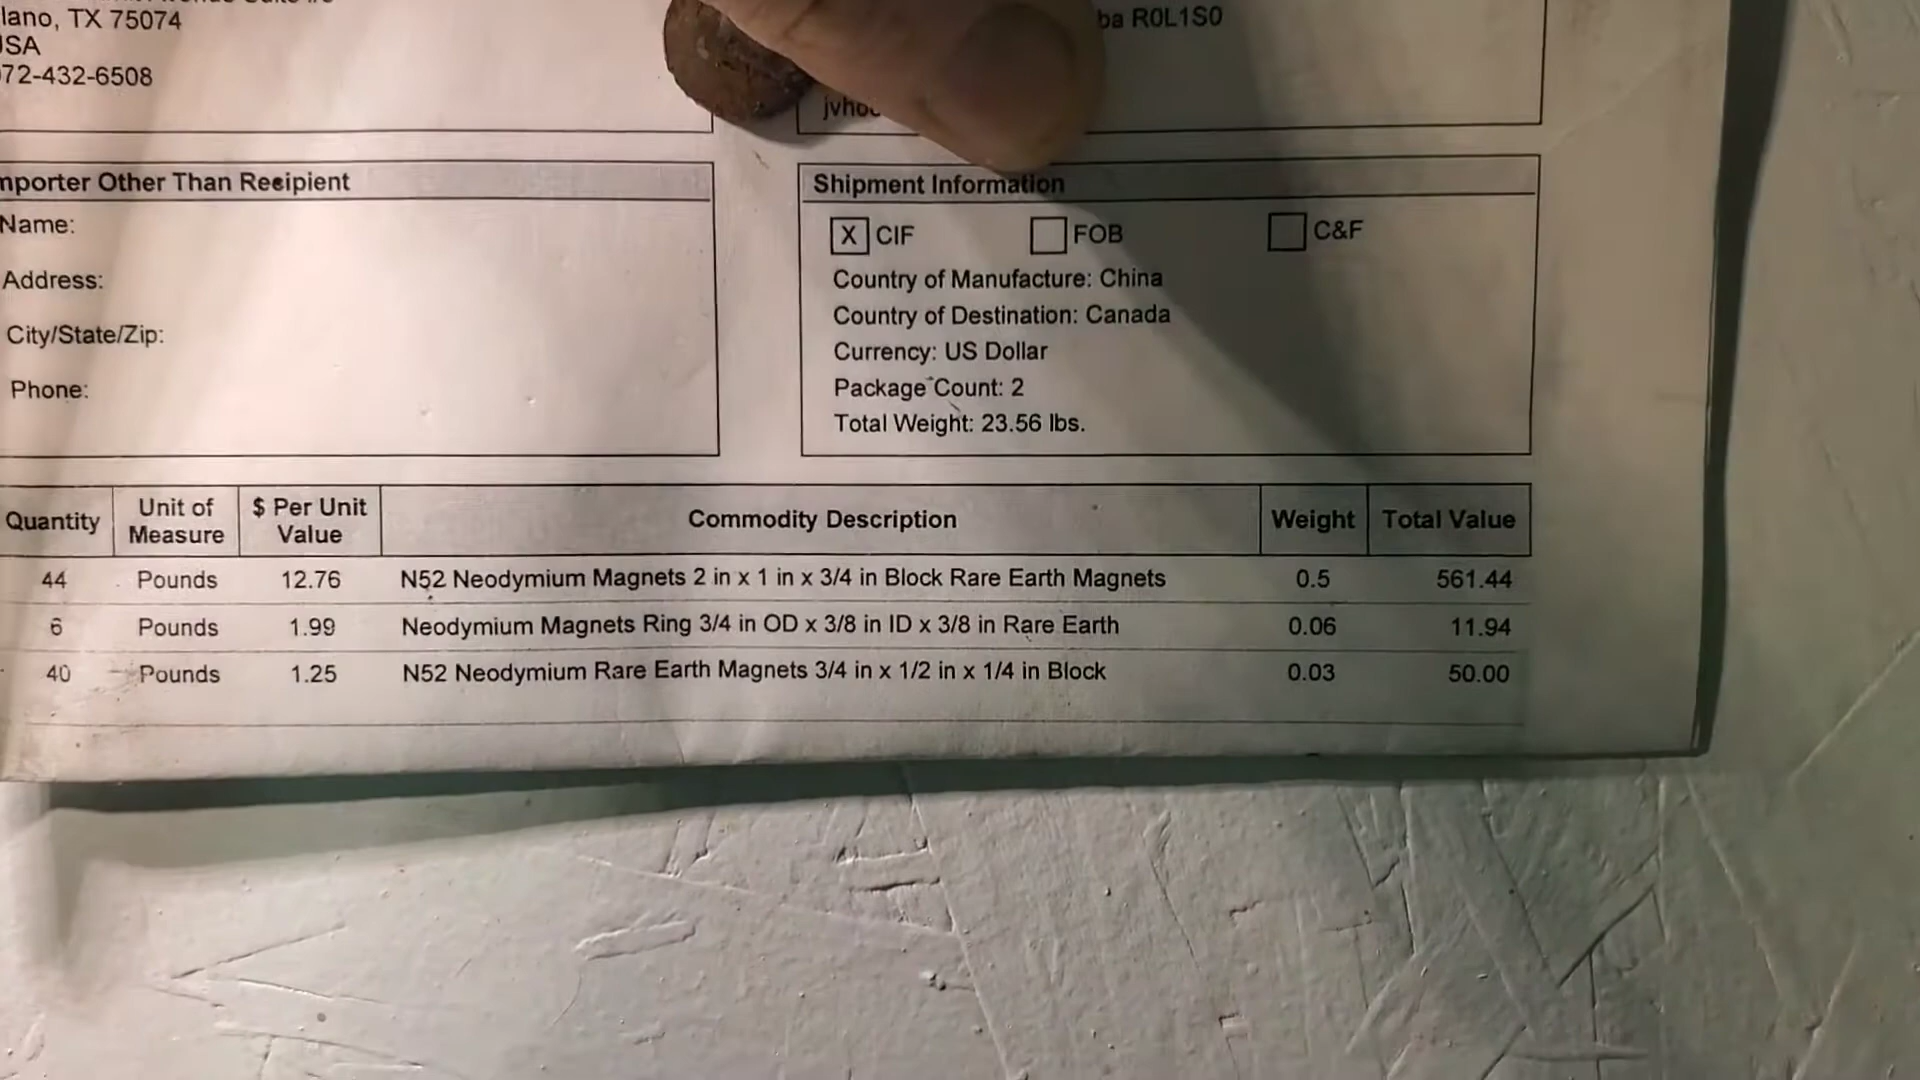 TX 75074
72-432-6508
R0L1S0
Other Than Recipient
Name:
Address:
City/State/Zip:
Phone:
Shipment Information
X CIF FOB C&F
Country of Manufacture: China
Country of Destination: Canada
Currency: US Dollar
Package Count: 2
Total Weight: 23.56 lbs.
Quantity Unit of Measure $ Per Unit Value Commodity Description Weight Total Value
44 Pounds 12.76 N52 Neodymium Magnets 2 in x 1 in x 3/4 in Block Rare Earth Magnets 0.5 561.44
6 Pounds 1.99 Neodymium Magnets Ring 3/4 in OD x 3/8 in ID x 3/8 in Rare Earth 0.06 11.94
40 Pounds 1.25 N52 Neodymium Rare Earth Magnets 3/4 in x 1/2 in x 1/4 in Block 0.03 50.00